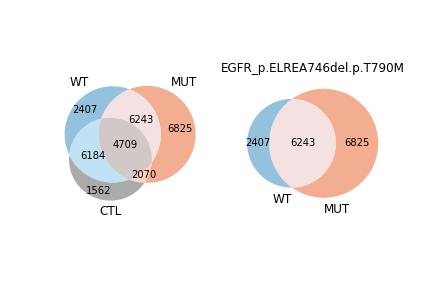 WT
MUT
2407
6243
6825
4709
6184
2070
1562
CTL
EGFR_p.ELREA746del.p.T790M
2407
6243
6825
WT
MUT